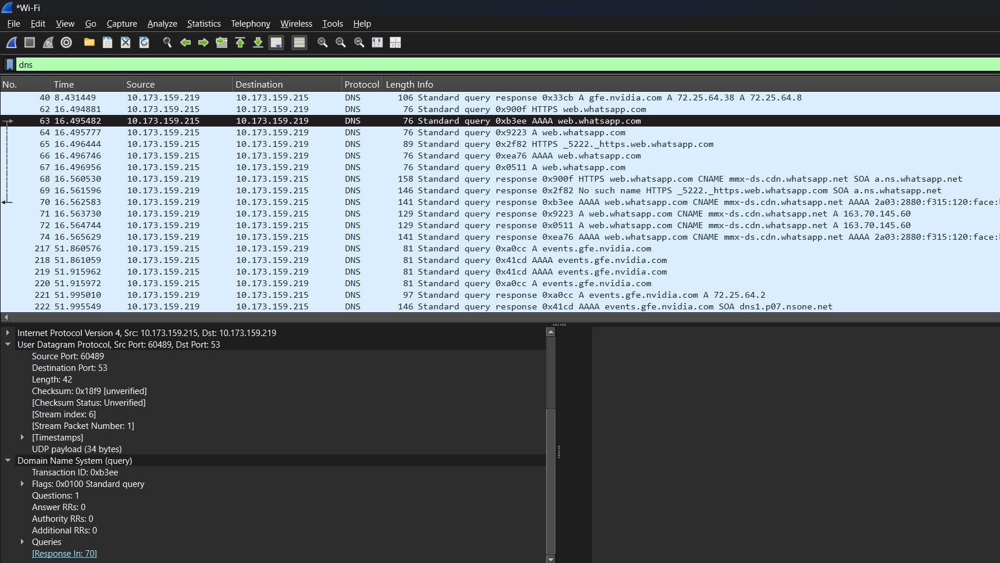 *Wi-Fi
File Edit View Go Capture Analyze Statistics Telephony Wireless Tools Help
dns
No. Time Source Destination Protocol Length Info
40 8.431449 10.173.159.219 10.173.159.215 DNS 106 Standard query response 0x33cb A gfe.nvidia.com A 72.25.64.38 A 72.25.64.8
62 16.494881 10.173.159.215 10.173.159.219 DNS 76 Standard query 0x900f HTTPS web.whatsapp.com
63 16.495482 10.173.159.215 10.173.159.219 DNS 76 Standard query 0xb3ee AAAA web.whatsapp.com
64 16.495777 10.173.159.215 10.173.159.219 DNS 76 Standard query 0x9223 A web.whatsapp.com
65 16.496444 10.173.159.215 10.173.159.219 DNS 89 Standard query 0x2f82 HTTPS _5222._https.web.whatsapp.com
66 16.496746 10.173.159.215 10.173.159.219 DNS 76 Standard query 0xea76 AAAA web.whatsapp.com
67 16.496956 10.173.159.215 10.173.159.219 DNS 76 Standard query 0x0511 A web.whatsapp.com
68 16.560530 10.173.159.219 10.173.159.215 DNS 158 Standard query response 0x900f HTTPS web.whatsapp.com CNAME mmx-ds.cdn.whatsapp.net SOA a.ns.whatsapp.net
69 16.561596 10.173.159.219 10.173.159.215 DNS 146 Standard query response 0x2f82 No such name HTTPS _5222._https.web.whatsapp.com SOA a.ns.whatsapp.net
70 16.562583 10.173.159.219 10.173.159.215 DNS 141 Standard query response 0xb3ee AAAA web.whatsapp.com CNAME mmx-ds.cdn.whatsapp.net AAAA 2a03:2880:f315:120:face:
71 16.563730 10.173.159.219 10.173.159.215 DNS 129 Standard query response 0x9223 A web.whatsapp.com CNAME mmx-ds.cdn.whatsapp.net A 163.70.145.60
72 16.564744 10.173.159.219 10.173.159.215 DNS 129 Standard query response 0x0511 A web.whatsapp.com CNAME mmx-ds.cdn.whatsapp.net A 163.70.145.60
74 16.565629 10.173.159.219 10.173.159.215 DNS 141 Standard query response 0xea76 AAAA web.whatsapp.com CNAME mmx-ds.cdn.whatsapp.net AAAA 2a03:2880:f315:120:face:
217 51.860576 10.173.159.215 10.173.159.219 DNS 81 Standard query 0xa0cc A events.gfe.nvidia.com
218 51.861059 10.173.159.215 10.173.159.219 DNS 81 Standard query 0x41cd AAAA events.gfe.nvidia.com
219 51.915962 10.173.159.215 10.173.159.219 DNS 81 Standard query 0x41cd AAAA events.gfe.nvidia.com
220 51.915972 10.173.159.215 10.173.159.219 DNS 81 Standard query 0xa0cc A events.gfe.nvidia.com
221 51.995010 10.173.159.219 10.173.159.215 DNS 97 Standard query response 0xa0cc A events.gfe.nvidia.com A 72.25.64.2
222 51.995549 10.173.159.219 10.173.159.215 DNS 146 Standard query response 0x41cd AAAA events.gfe.nvidia.com SOA dns1.p07.nsone.net
Internet Protocol Version 4, Src: 10.173.159.215, Dst: 10.173.159.219
User Datagram Protocol, Src Port: 60489, Dst Port: 53
Source Port: 60489
Destination Port: 53
Length: 42
Checksum: 0x18f9 [unverified]
[Checksum Status: Unverified]
[Stream index: 6]
[Stream Packet Number: 1]
[Timestamps]
UDP payload (34 bytes)
Domain Name System (query)
Transaction ID: 0xb3ee
Flags: 0x0100 Standard query
Questions: 1
Answer RRs: 0
Authority RRs: 0
Additional RRs: 0
Queries
[Response In: 70]